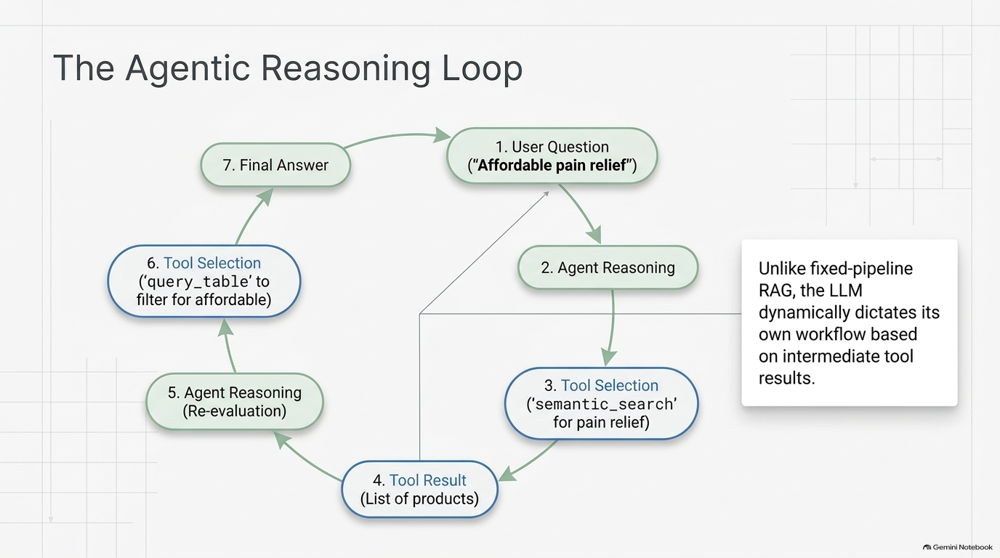 The Agentic Reasoning Loop
7. Final Answer
1. User Question
(“Affordable pain relief”)
2. Agent Reasoning
3. Tool Selection
(‘semantic_search’
for pain relief)
4. Tool Result
(List of products)
5. Agent Reasoning
(Re-evaluation)
6. Tool Selection
(‘query_table’ to
filter for affordable)
Unlike fixed-pipeline
RAG, the LLM
dynamically dictates its
own workflow based
on intermediate tool
results.
Gemini Notebook